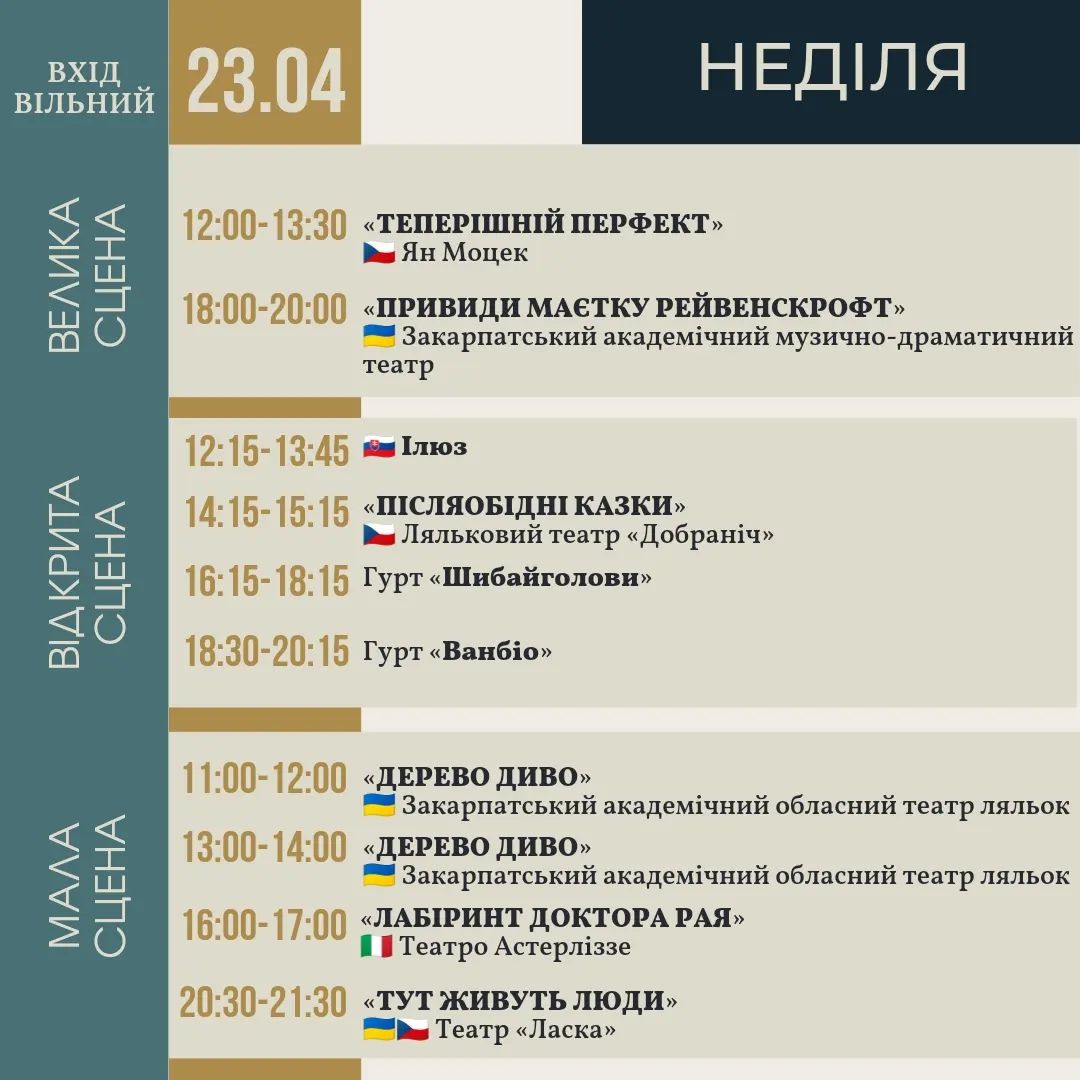 ВХІД
ВІЛЬНИЙ
23.04
НЕДІЛЯ
ВЕЛИКА
СЦЕНА
12:00-13:30
«ТЕПЕРІШНІЙ ПЕРФЕКТ»
Ян Моцек
18:00-20:00
«ПРИВИДИ МАЄТКУ РЕЙВЕНСКРОФТ»
Закарпатський академічний музично-драматичний
театр
ВІДКРИТА
СЦЕНА
12:15-13:45
Ілюз
14:15-15:15
«ПІСЛЯОБІДНІ КАЗКИ»
Ляльковий театр «Добраніч»
16:15-18:15
Гурт «Шибайголови»
18:30-20:15
Гурт «Ванбіо»
МАЛА
СЦЕНА
11:00-12:00
«ДЕРЕВО ДИВО»
Закарпатський академічний обласний театр ляльок
13:00-14:00
«ДЕРЕВО ДИВО»
Закарпатський академічний обласний театр ляльок
16:00-17:00
«ЛАБІРИНТ ДОКТОРА РАЯ»
Театро Астерліззе
20:30-21:30
«ТУТ ЖИВУТЬ ЛЮДИ»
Театр «Ласка»